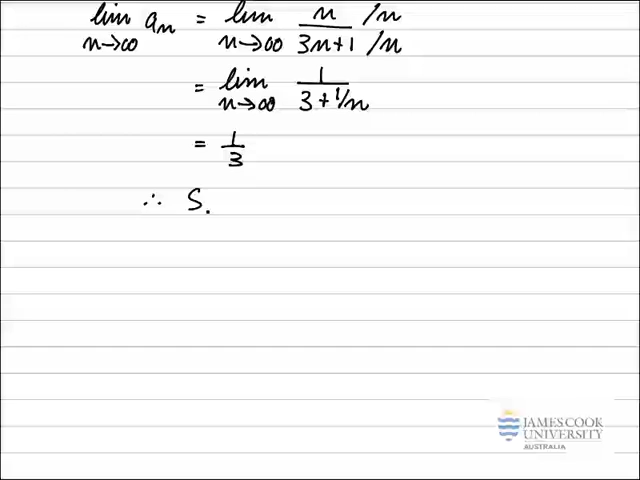 lim n→∞ aₙ = lim n→∞ n/3n+1 /n /n
= lim n→∞ 1/3+1/n
= 1/3
∴ S.
JAMES COOK
UNIVERSITY
AUSTRALIA